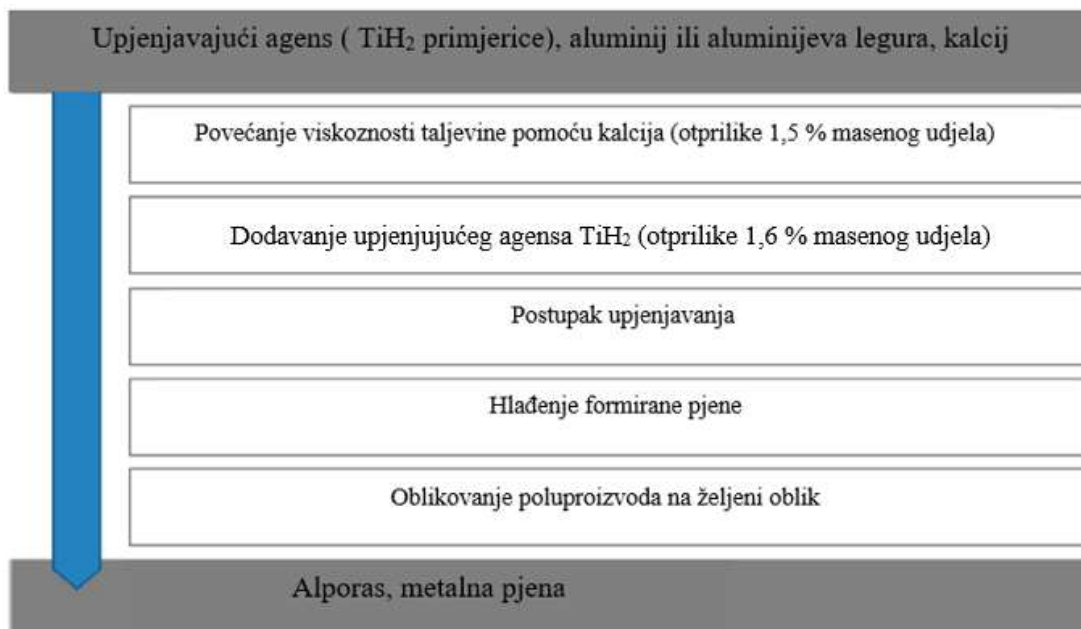 Upjenjavajući agens ( TiH₂ primjerice), aluminij ili aluminijeva legura, kalcij
Povećanje viskoznosti taljevine pomoću kalcija (otprilike 1,5 % masenog udjela)
Dodavanje upjenjujućeg agensa TiH₂ (otprilike 1,6 % masenog udjela)
Postupak upjenjavanja
Hlađenje formirane pjene
Oblikovanje poluproizvoda na željeni oblik
Alporas, metalna pjena